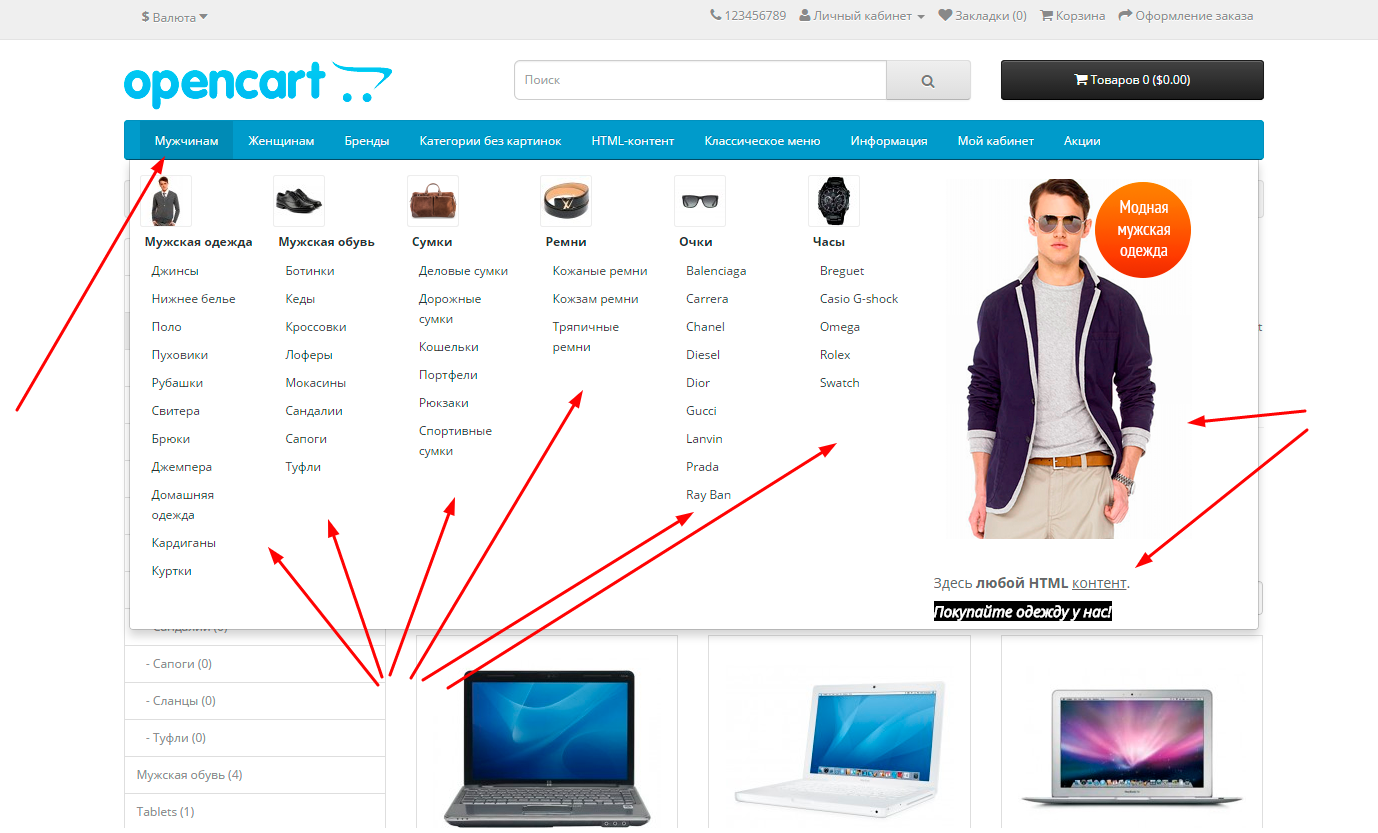 $ Валюта
123456789 Личный кабинет Закладки (0) Корзина Оформление заказа
opencart
Поиск
Товаров 0 ($0.00)
Мужчинам Женщинам Бренды Категории без картинок HTML-контент Классическое меню Информация Мой кабинет Акции
Мужская одежда
Джинсы
Нижнее белье
Поло
Пуховики
Рубашки
Свитера
Брюки
Джемпера
Домашняя
одежда
Кардиганы
Куртки
Мужская обувь
Ботинки
Кеды
Кроссовки
Лоферы
Мокасины
Сандалии
Сапоги
Туфли
Сумки
Деловые сумки
Дорожные
сумки
Кошельки
Портфели
Рюкзаки
Спортивные
сумки
Ремни
Кожаные ремни
Кожзам ремни
Тряпичные
ремни
Очки
Balenciaga
Carrera
Chanel
Diesel
Dior
Gucci
Lanvin
Prada
Ray Ban
Часы
Breguet
Casio G-shock
Omega
Rolex
Swatch
Модная
мужская
одежда
Здесь любой HTML контент.
Покупайте одежду у нас!
- Сапоги (0)
- Сланцы (0)
- Туфли (0)
Мужская обувь (4)
Tablets (1)